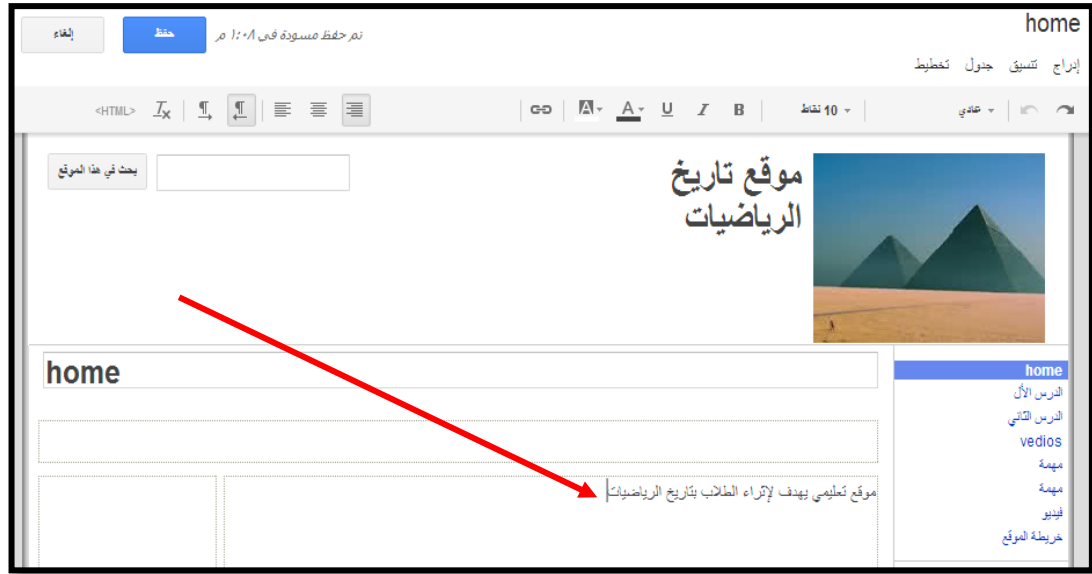 home
تم حفظ مسودة في ١:٠٨ م
حفظ
إلغاء
إدراج تنسيق جدول تخطيط
عادي
10 نقاط
B I U A A
<HTML>
موقع تاريخ
الرياضيات
بحث في هذا الموقع
home
home
الدرس الأل
الدرس الثاني
vedios
مهمة
مهمة
فيديو
خريطة الموقع
موقع تعليمي يهدف لإثراء الطلاب بتاريخ الرياضيات